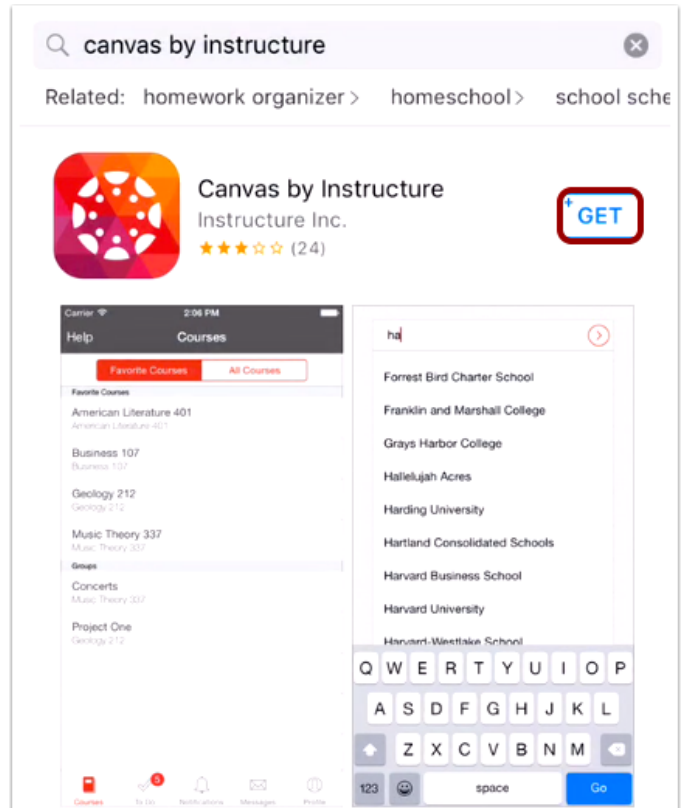 canvas by instructure
Related: homework organizer > homeschool > school sche
Canvas by Instructure
Instructure Inc.
(24)
+ GET
Carrier 2:06 PM
Help Courses
Favorite Courses All Courses
Favorite Courses
American Literature 401
American Literature 401
Business 107
Business 107
Geology 212
Geology 212
Music Theory 337
Music Theory 337
Groups
Concerts
Music Theory 337
Project One
Geology 212
5
Courses To Do Notifications Messages Profile
ha
Forrest Bird Charter School
Franklin and Marshall College
Grays Harbor College
Hallelujah Acres
Harding University
Hartland Consolidated Schools
Harvard Business School
Harvard University
Harvard-Westlake School
Q W E R T Y U I O P
A S D F G H J K L
Z X C V B N M
123 space Go